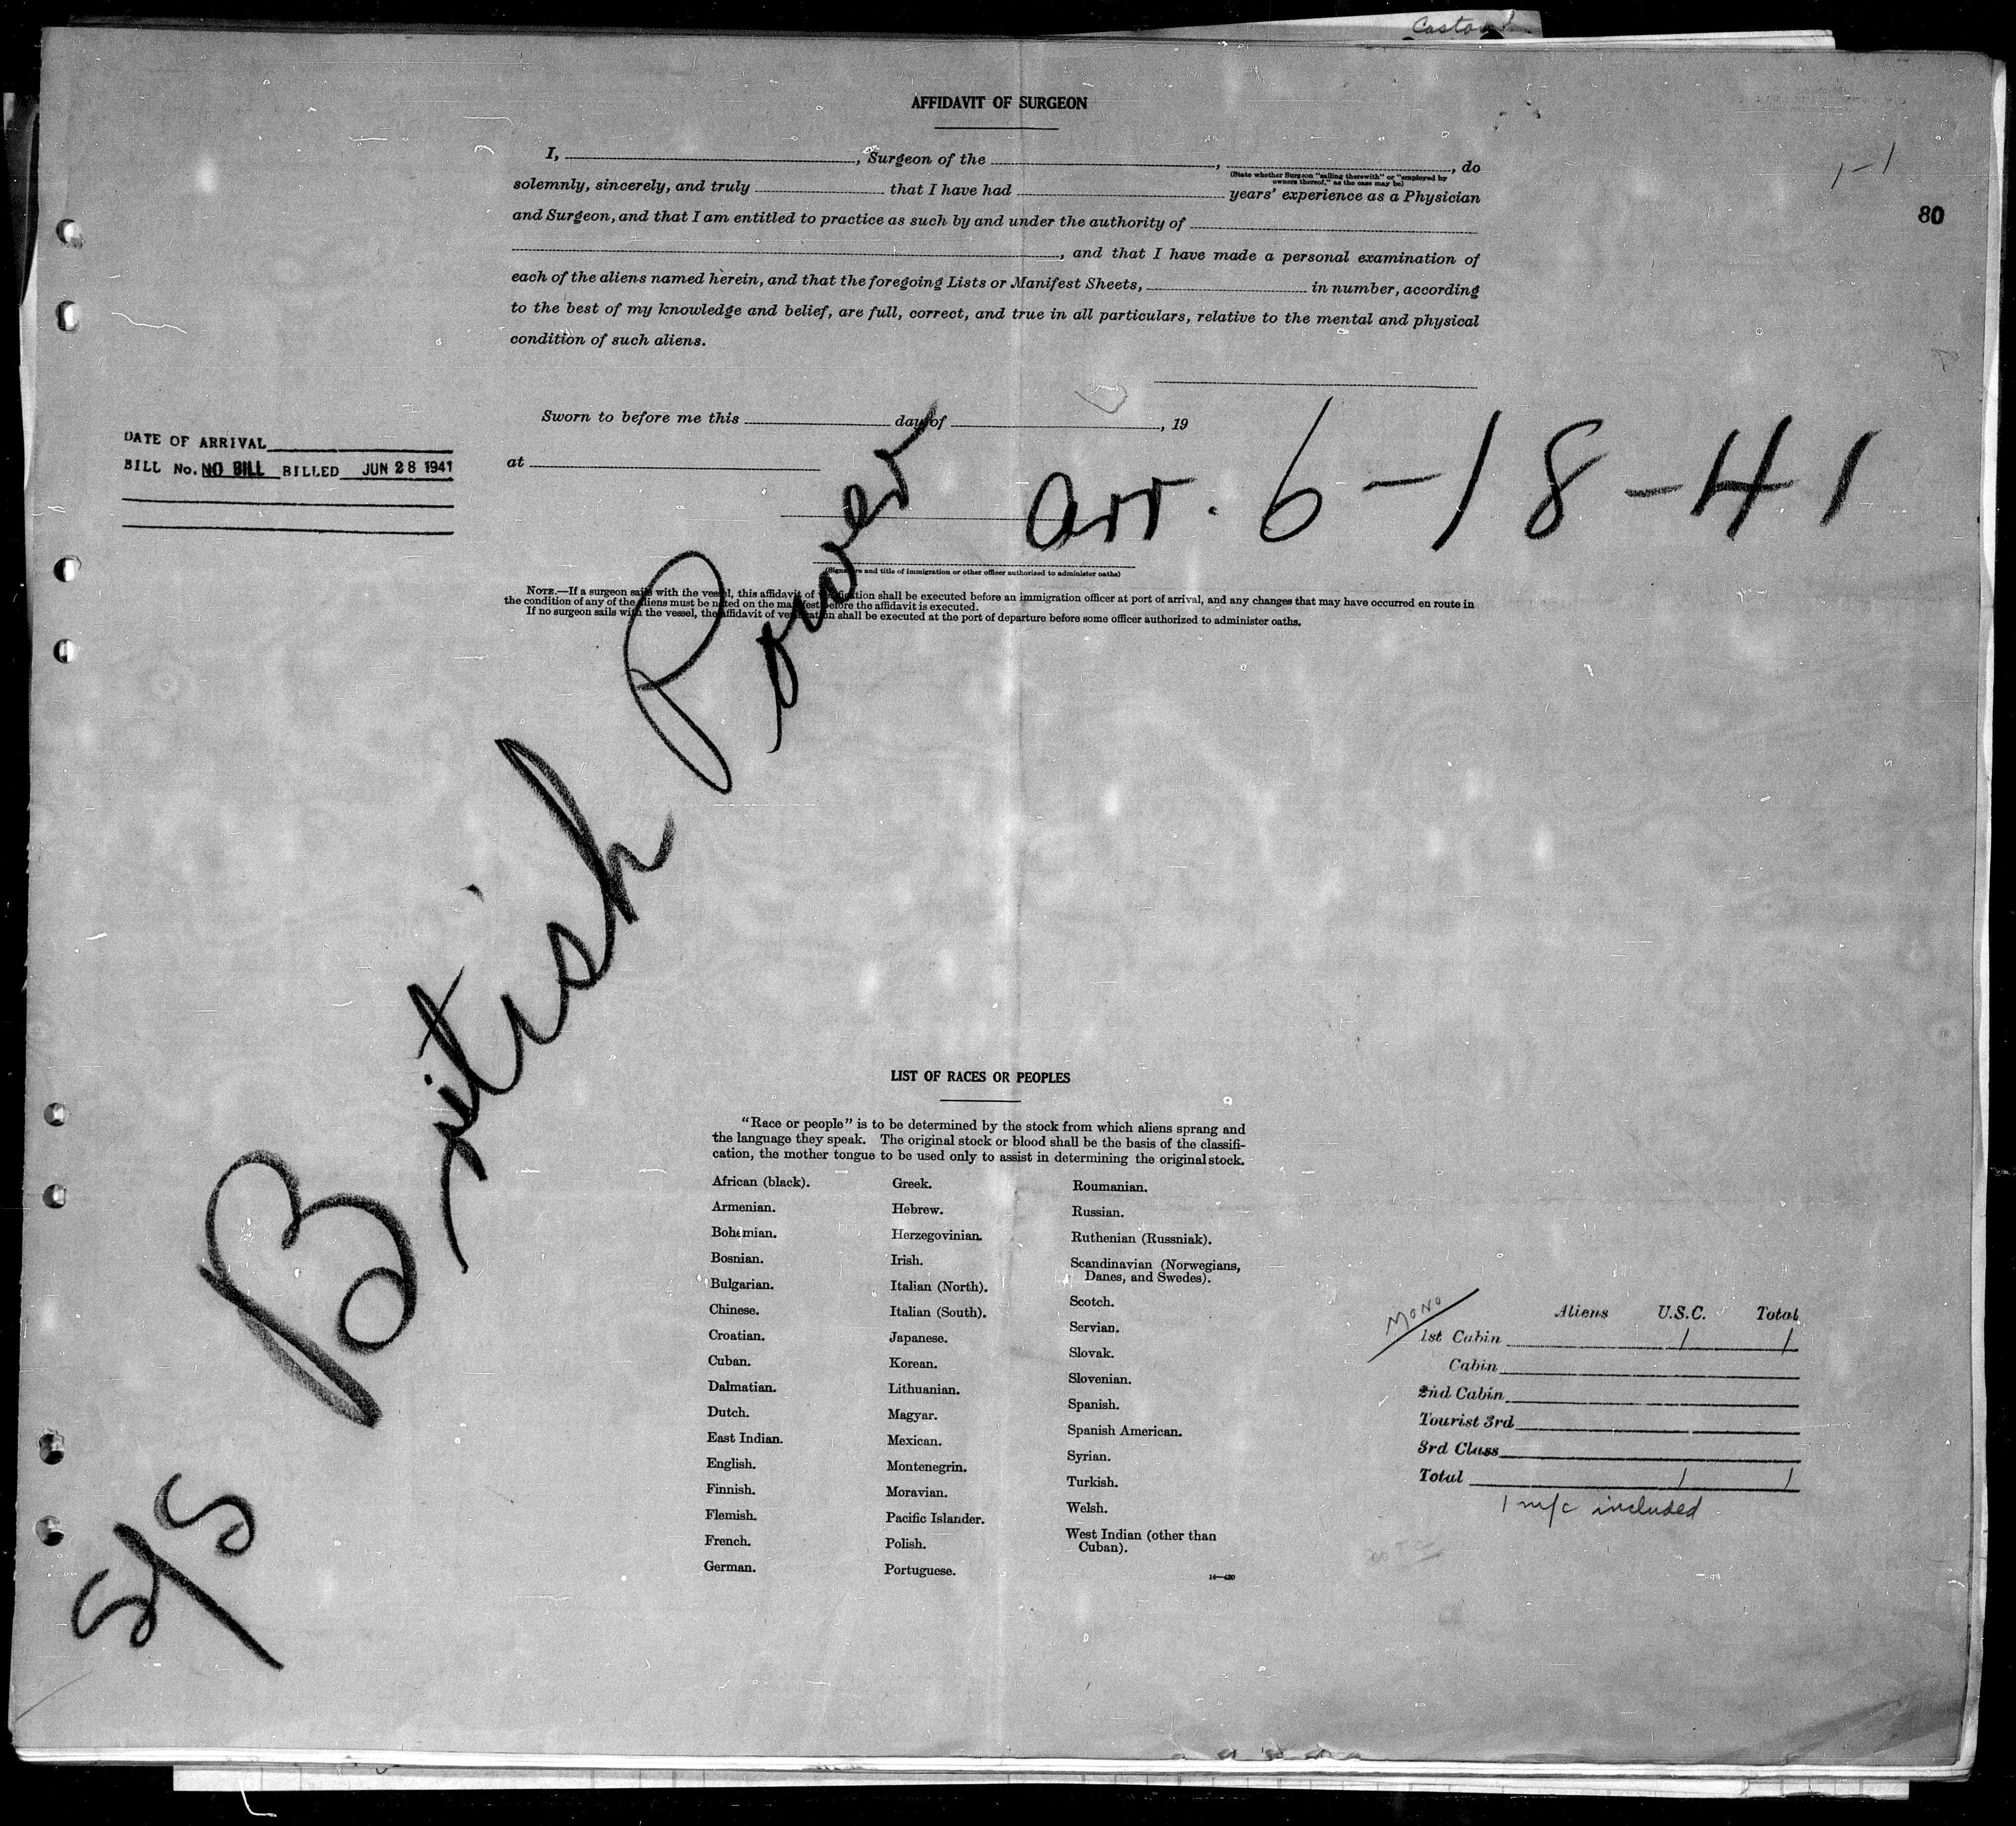 AFFIDAVIT OF SURGEON
I, , Surgeon of the , , do
(State whether Surgeon "sailing therewith" or "employed by owners thereof," as the case may be)
solemnly, sincerely, and truly that I have had years' experience as a Physician
and Surgeon, and that I am entitled to practice as such by and under the authority of
, and that I have made a personal examination of
each of the aliens named herein, and that the foregoing Lists or Manifest Sheets, in number, according
to the best of my knowledge and belief, are full, correct, and true in all particulars, relative to the mental and physical
condition of such aliens.
1-1
80
Sworn to before me this day of , 19
at
DATE OF ARRIVAL
BILL No. NO BILL BILLED JUN 28 1941
arr. 6-18-41
(Signature and title of immigration or other officer authorized to administer oaths)
NOTE.—If a surgeon sails with the vessel, this affidavit of verification shall be executed before an immigration officer at port of arrival, and any changes that may have occurred en route in
the condition of any of the aliens must be noted on the manifest before the affidavit is executed.
If no surgeon sails with the vessel, the affidavit of verification shall be executed at the port of departure before some officer authorized to administer oaths.
S/S British Power
LIST OF RACES OR PEOPLES
"Race or people" is to be determined by the stock from which aliens sprang and
the language they speak. The original stock or blood shall be the basis of the classifi-
cation, the mother tongue to be used only to assist in determining the original stock.
African (black).
Armenian.
Bohemian.
Bosnian.
Bulgarian.
Chinese.
Croatian.
Cuban.
Dalmatian.
Dutch.
East Indian.
English.
Finnish.
Flemish.
French.
German.
Greek.
Hebrew.
Herzegovinian.
Irish.
Italian (North).
Italian (South).
Japanese.
Korean.
Lithuanian.
Magyar.
Mexican.
Montenegrin.
Moravian.
Pacific Islander.
Polish.
Portuguese.
Roumanian.
Russian.
Ruthenian (Russniak).
Scandinavian (Norwegians,
Danes, and Swedes).
Scotch.
Servian.
Slovak.
Slovenian.
Spanish.
Spanish American.
Syrian.
Turkish.
Welsh.
West Indian (other than
Cuban).
14—430
MONO
Aliens U.S.C. Total
1st Cabin 1 1
Cabin
2nd Cabin
Tourist 3rd
3rd Class
Total 1 1
1 m/c included